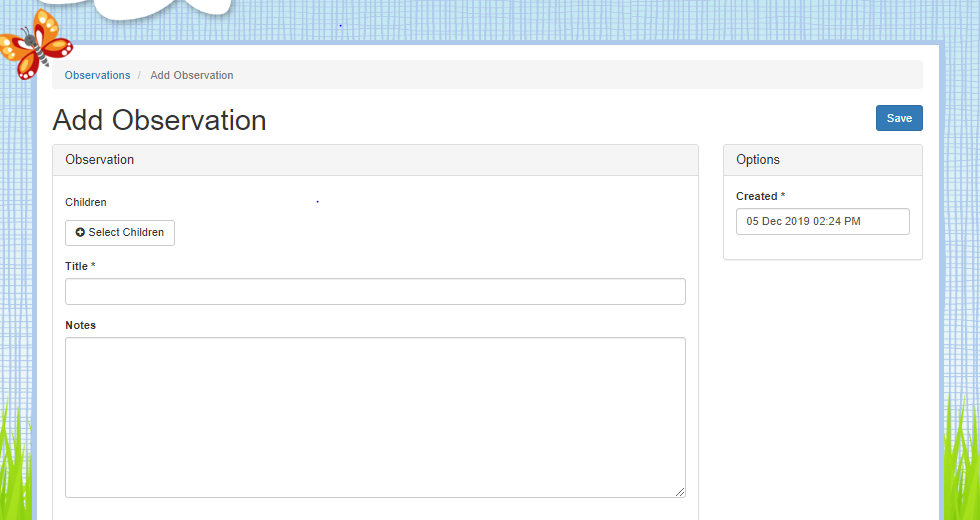 Observations / Add Observation
Add Observation
Save
Observation
Children
Select Children
Title *
Notes
Options
Created *
05 Dec 2019 02:24 PM